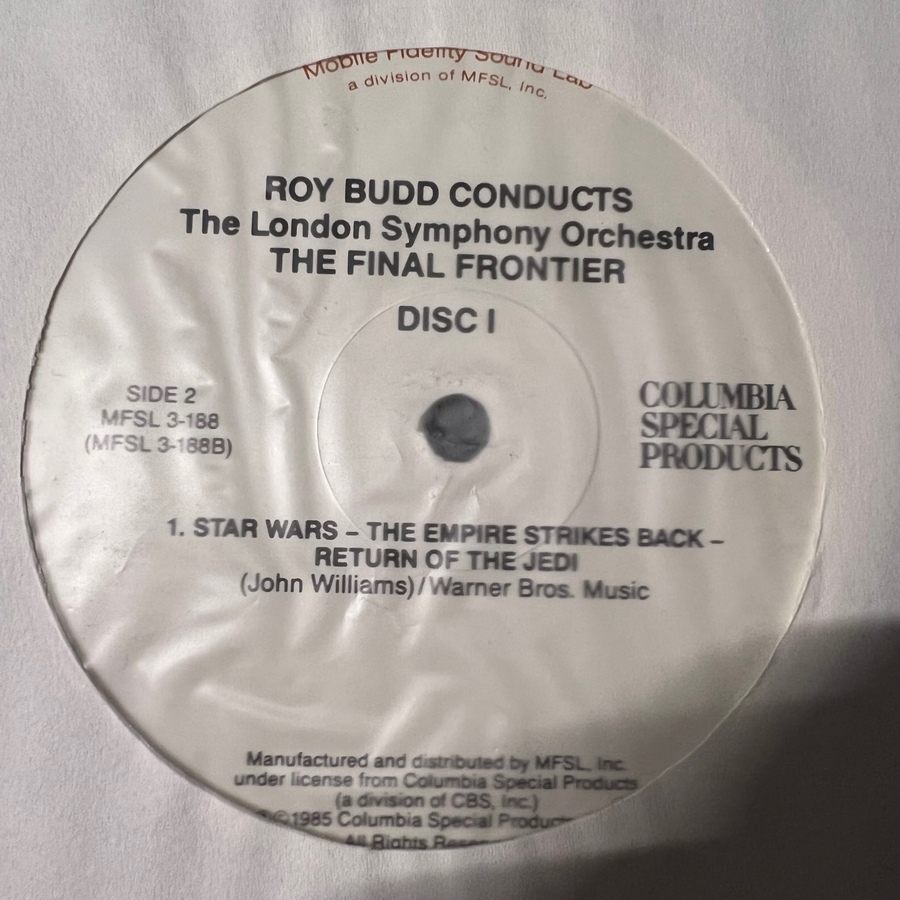 Mobile Fidelity Sound Lab
a division of MFSL, Inc.
ROY BUDD CONDUCTS
The London Symphony Orchestra
THE FINAL FRONTIER
DISC I
SIDE 2
MFSL 3-188
(MFSL 3-188B)
COLUMBIA
SPECIAL
PRODUCTS
1. STAR WARS – THE EMPIRE STRIKES BACK –
RETURN OF THE JEDI
(John Williams)/Warner Bros. Music
Manufactured and distributed by MFSL, Inc.
under license from Columbia Special Products
(a division of CBS, Inc.)
℗©1985 Columbia Special Products
All Rights